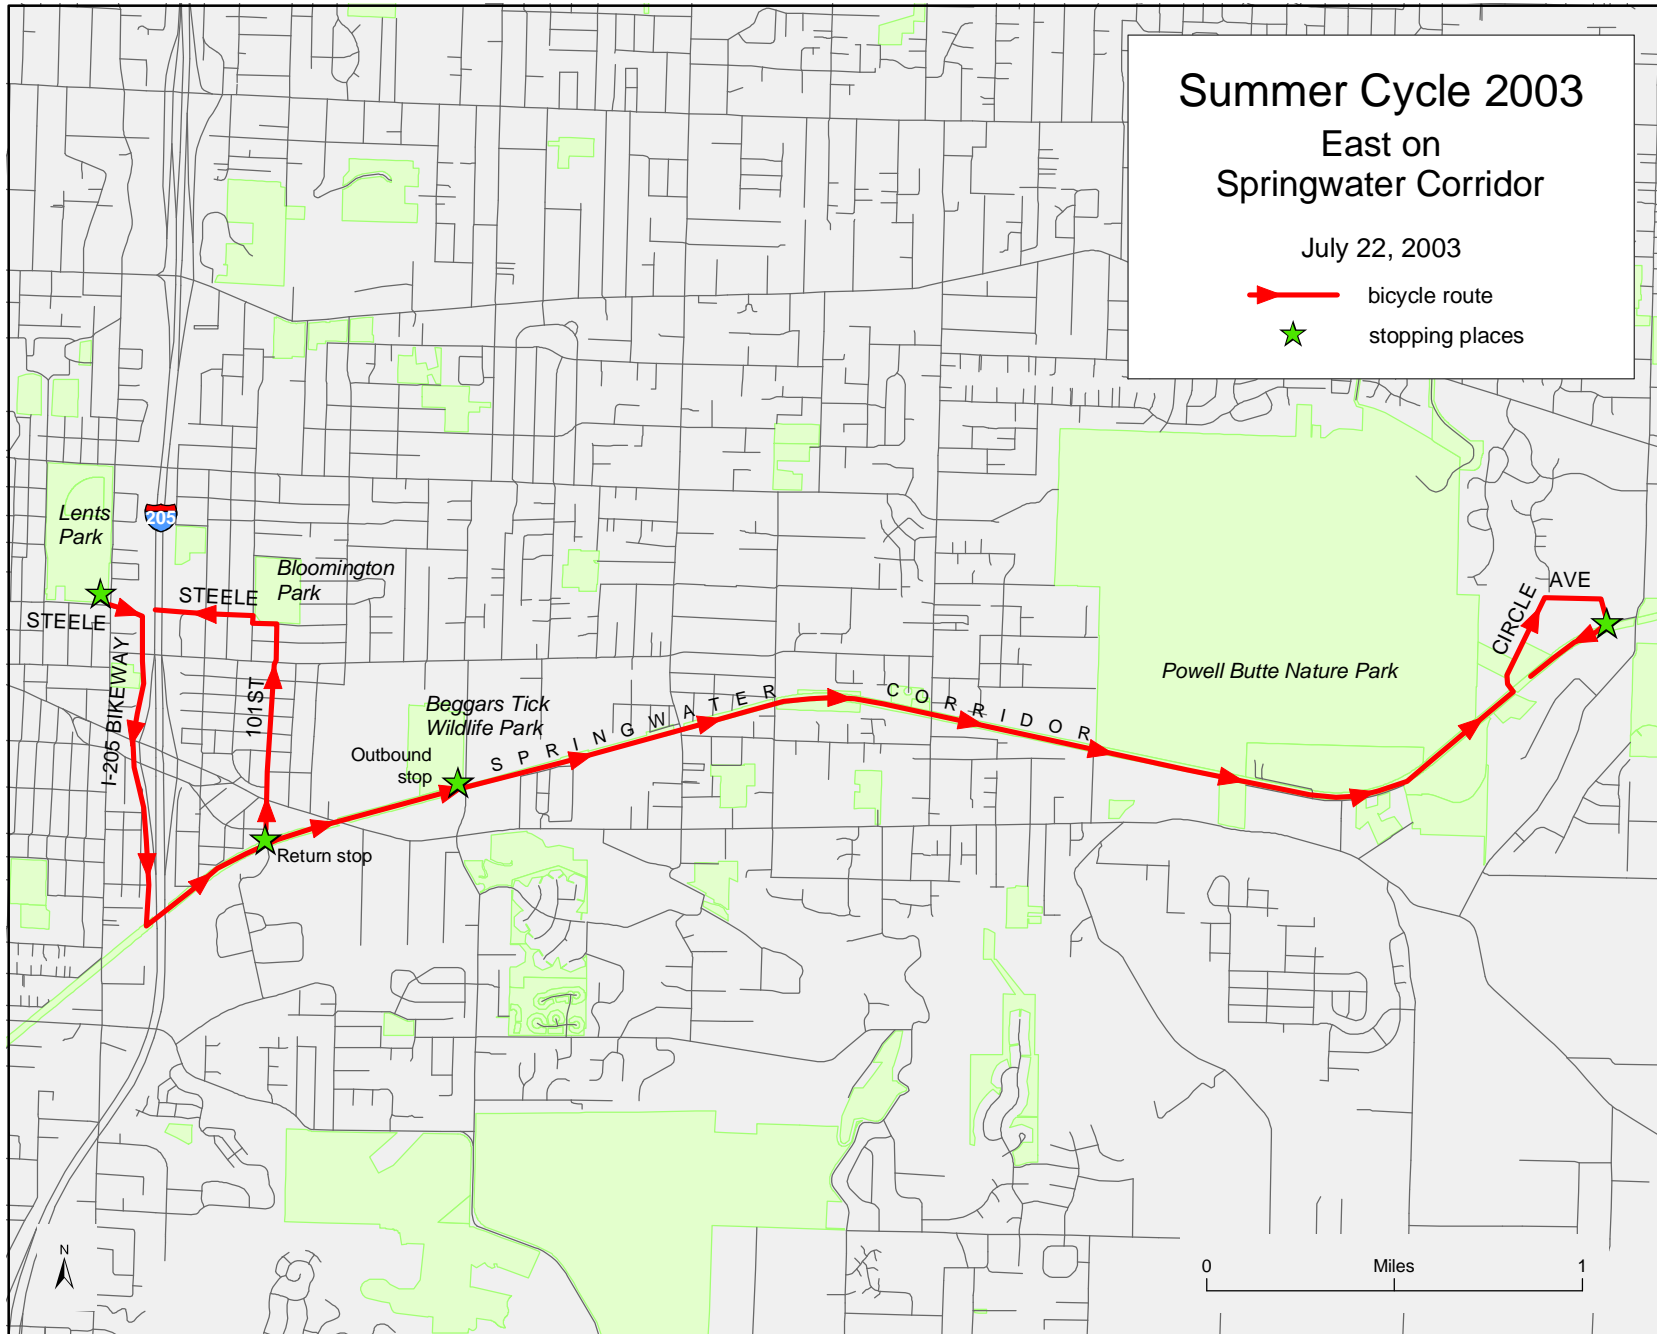 Summer Cycle 2003
East on
Springwater Corridor
July 22, 2003
bicycle route
stopping places
Lents
Park
205
Bloomington
Park
STEELE
STEELE
I-205 BIKEWAY
101ST
Beggars Tick
Wildlife Park
Outbound
stop
Return stop
SPRINGWATER CORRIDOR
Powell Butte Nature Park
CIRCLE
AVE
N
0 Miles 1